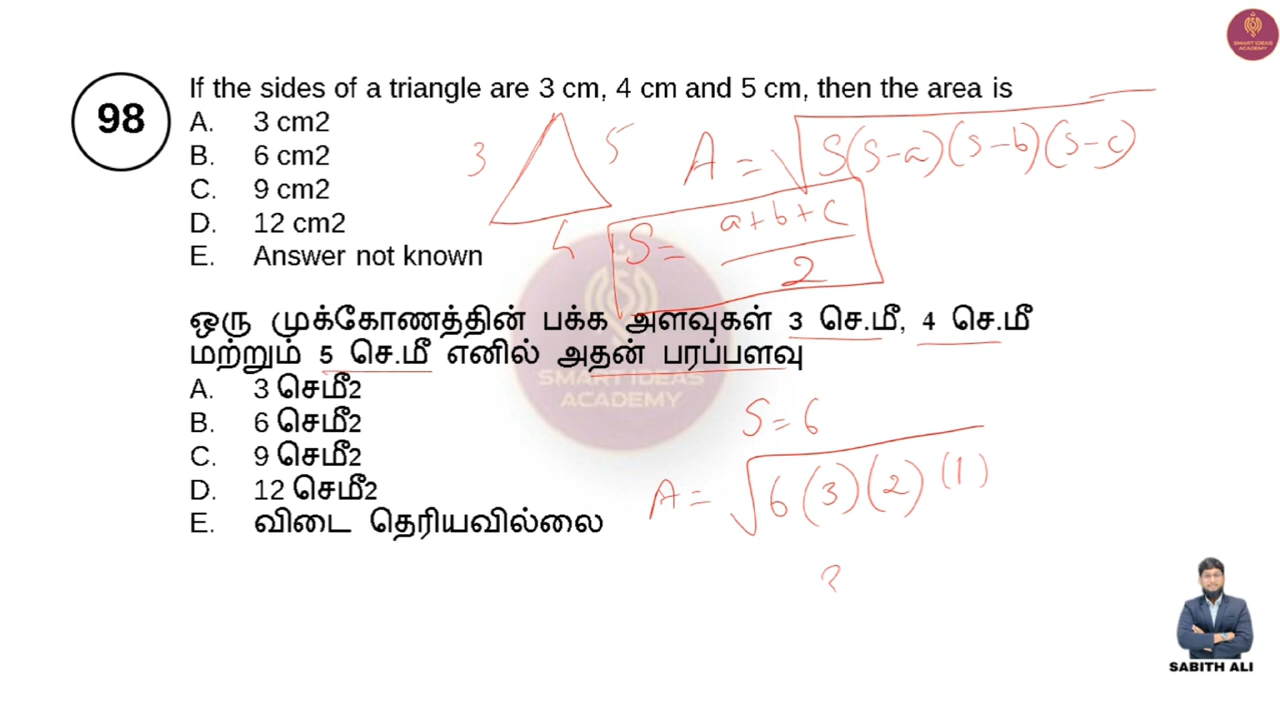 SMART IDEAS
ACADEMY
98
If the sides of a triangle are 3 cm, 4 cm and 5 cm, then the area is
A. 3 cm2
B. 6 cm2
C. 9 cm2
D. 12 cm2
E. Answer not known
3
5
A = √S(S-a)(S-b)(S-c)
S = a+b+c
2
ஒரு முக்கோணத்தின் பக்க அளவுகள் 3 செ.மீ, 4 செ.மீ
மற்றும் 5 செ.மீ எனில் அதன் பரப்பளவு
SMART IDEAS
ACADEMY
A. 3 செமீ2
B. 6 செமீ2
C. 9 செமீ2
D. 12 செமீ2
E. விடை தெரியவில்லை
S = 6
A = √6(3)(2)(1)
SABITH ALI